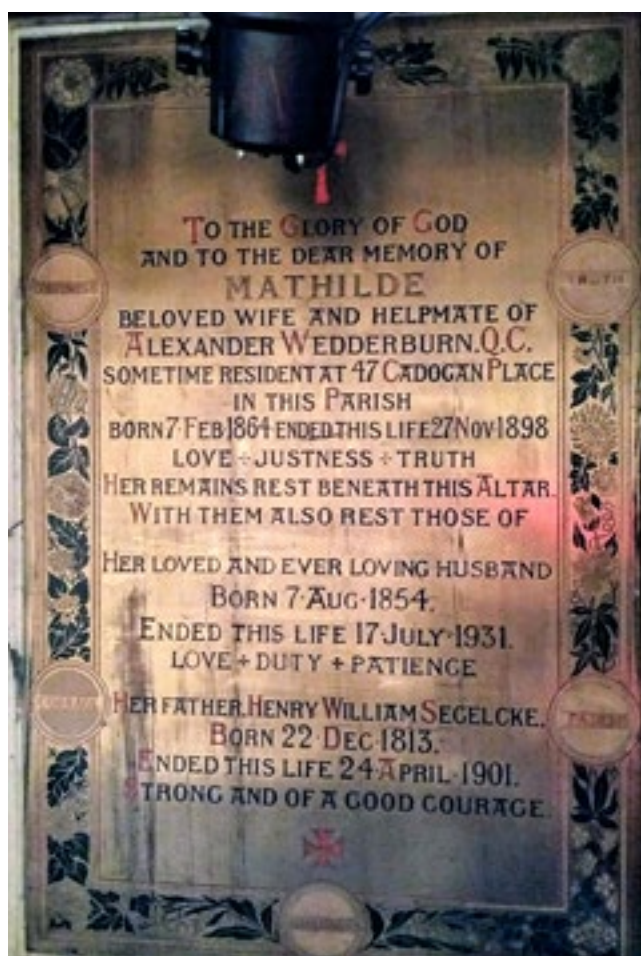 TO THE GLORY OF GOD
AND TO THE DEAR MEMORY OF
MATHILDE
BELOVED WIFE AND HELPMATE OF
ALEXANDER WEDDERBURN. Q.C.
SOMETIME RESIDENT AT 47 CADOGAN PLACE
IN THIS PARISH
BORN 7·FEB 1864 ENDED THIS LIFE 27 NOV 1898
LOVE ÷ JUSTNESS ÷ TRUTH
HER REMAINS REST BENEATH THIS ALTAR.
WITH THEM ALSO REST THOSE OF
HER LOVED AND EVER LOVING HUSBAND
BORN 7·AUG·1854.
ENDED THIS LIFE 17·JULY·1931.
LOVE + DUTY + PATIENCE
HER FATHER. HENRY WILLIAM SEGELCKE.
BORN 22·DEC·1813.
ENDED THIS LIFE 24·APRIL·1901.
STRONG AND OF A GOOD COURAGE.
TRUTH